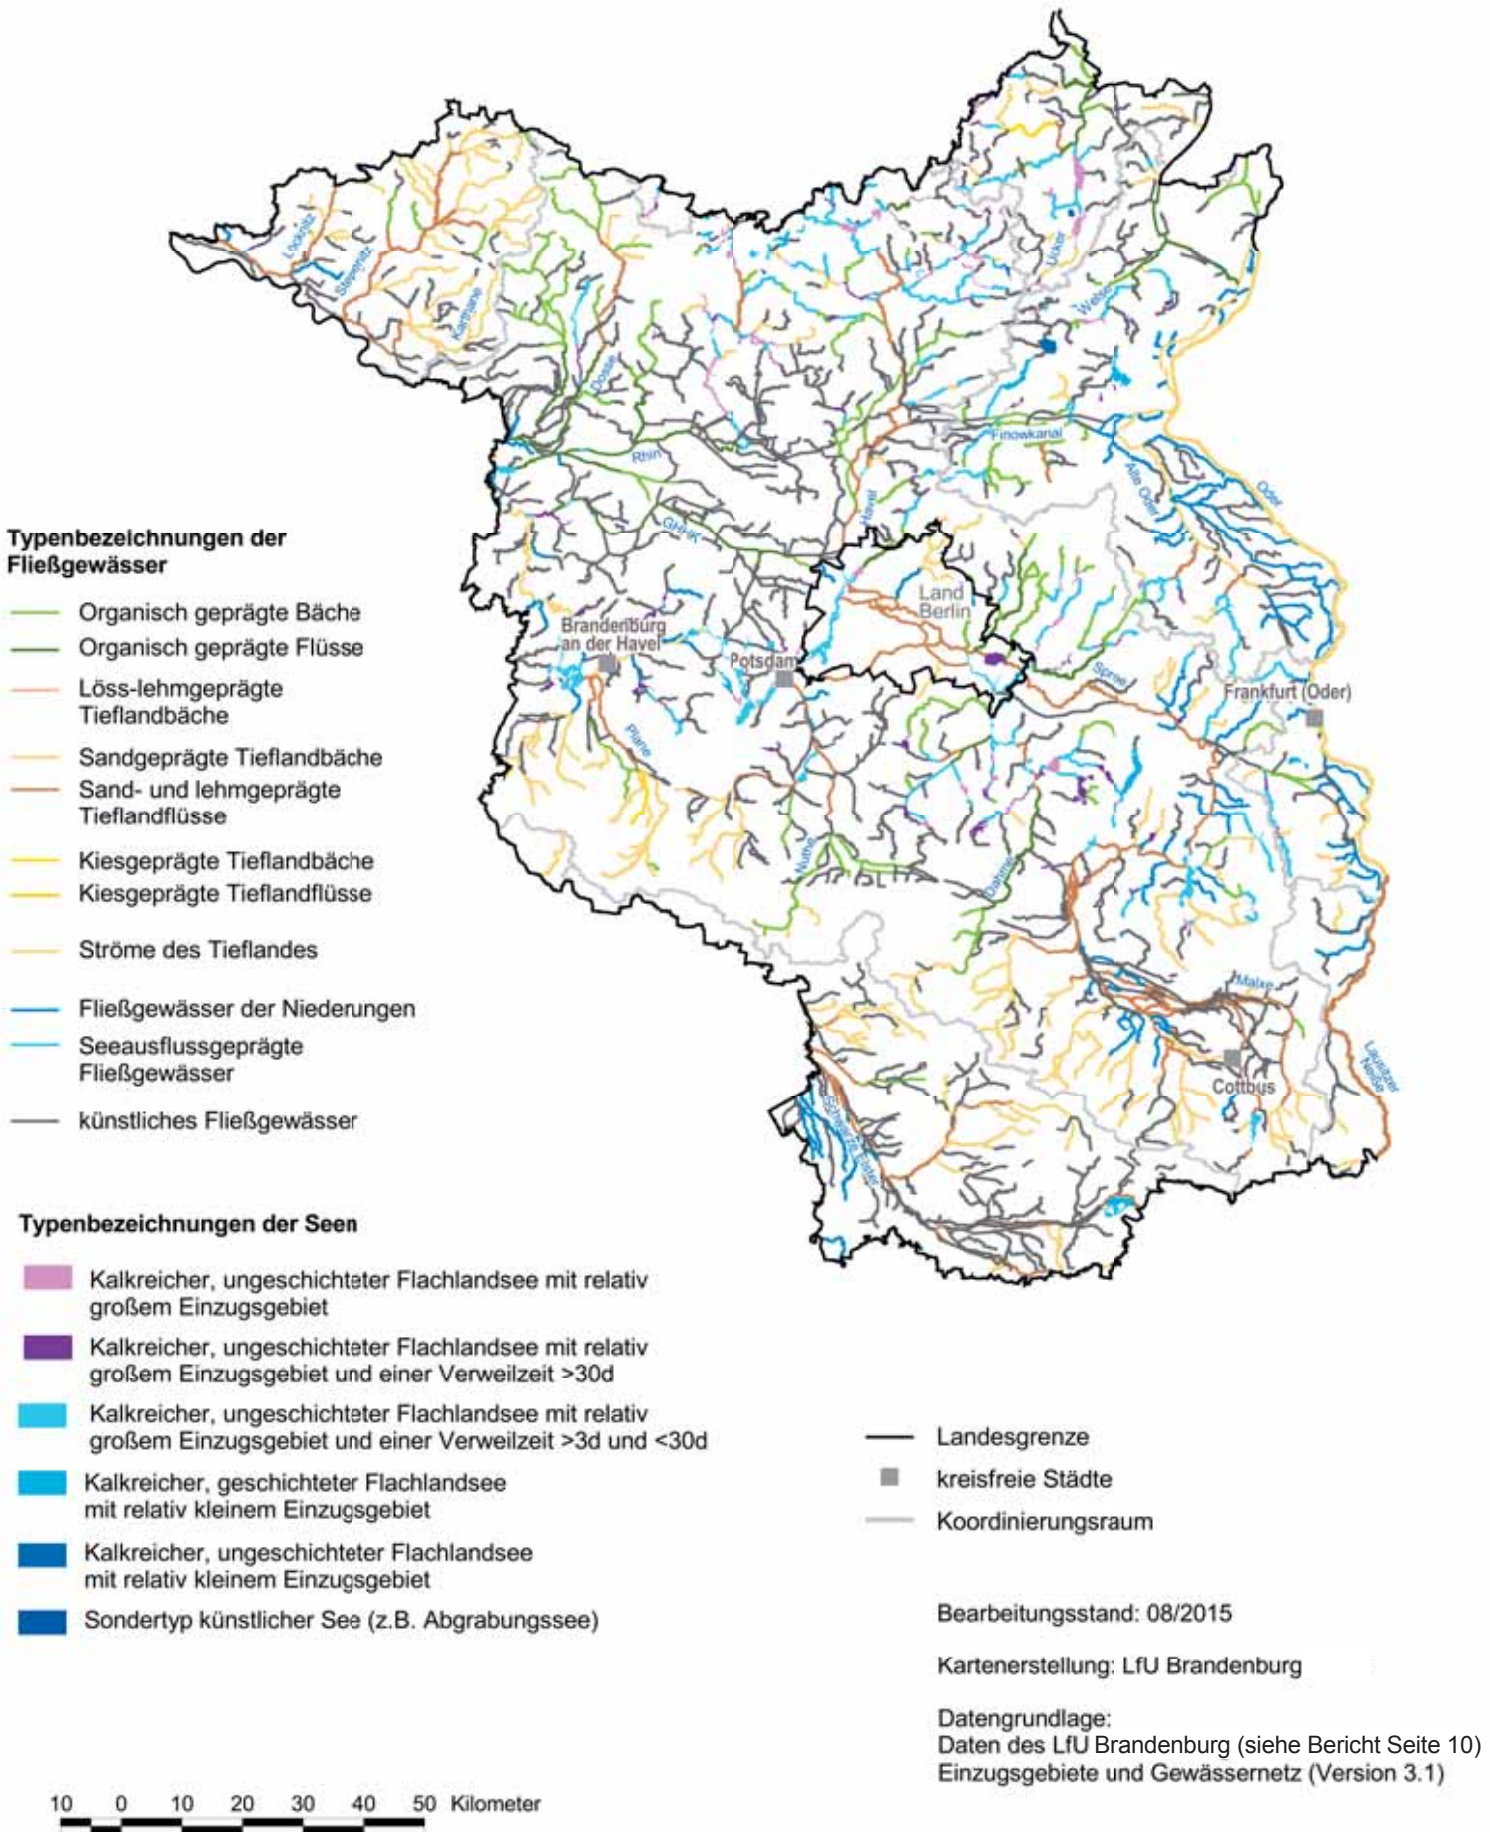 Löcknitz
Stepenitz
Karthane
Dosse
Ucker
Welse
Rhin
Finowkanal
Alte Oder
Oder
Havel
GHHK
Land
Berlin
Brandenburg
an der Havel
Potsdam
Spree
Frankfurt (Oder)
Plane
Nuthe
Dahme
Malxe
Cottbus
Lausitzer
Neiße
Schwarze Elster
Typenbezeichnungen der
Fließgewässer
Organisch geprägte Bäche
Organisch geprägte Flüsse
Löss-lehmgeprägte
Tieflandbäche
Sandgeprägte Tieflandbäche
Sand- und lehmgeprägte
Tieflandflüsse
Kiesgeprägte Tieflandbäche
Kiesgeprägte Tieflandflüsse
Ströme des Tieflandes
Fließgewässer der Niederungen
Seeausflussgeprägte
Fließgewässer
künstliches Fließgewässer
Typenbezeichnungen der Seen
Kalkreicher, ungeschichteter Flachlandsee mit relativ
großem Einzugsgebiet
Kalkreicher, ungeschichteter Flachlandsee mit relativ
großem Einzugsgebiet und einer Verweilzeit >30d
Kalkreicher, ungeschichteter Flachlandsee mit relativ
großem Einzugsgebiet und einer Verweilzeit >3d und <30d
Kalkreicher, geschichteter Flachlandsee
mit relativ kleinem Einzugsgebiet
Kalkreicher, ungeschichteter Flachlandsee
mit relativ kleinem Einzugsgebiet
Sondertyp künstlicher See (z.B. Abgrabungssee)
Landesgrenze
kreisfreie Städte
Koordinierungsraum
Bearbeitungsstand: 08/2015
Kartenerstellung: LfU Brandenburg
Datengrundlage:
Daten des LfU Brandenburg (siehe Bericht Seite 10)
Einzugsgebiete und Gewässernetz (Version 3.1)
10 0 10 20 30 40 50 Kilometer